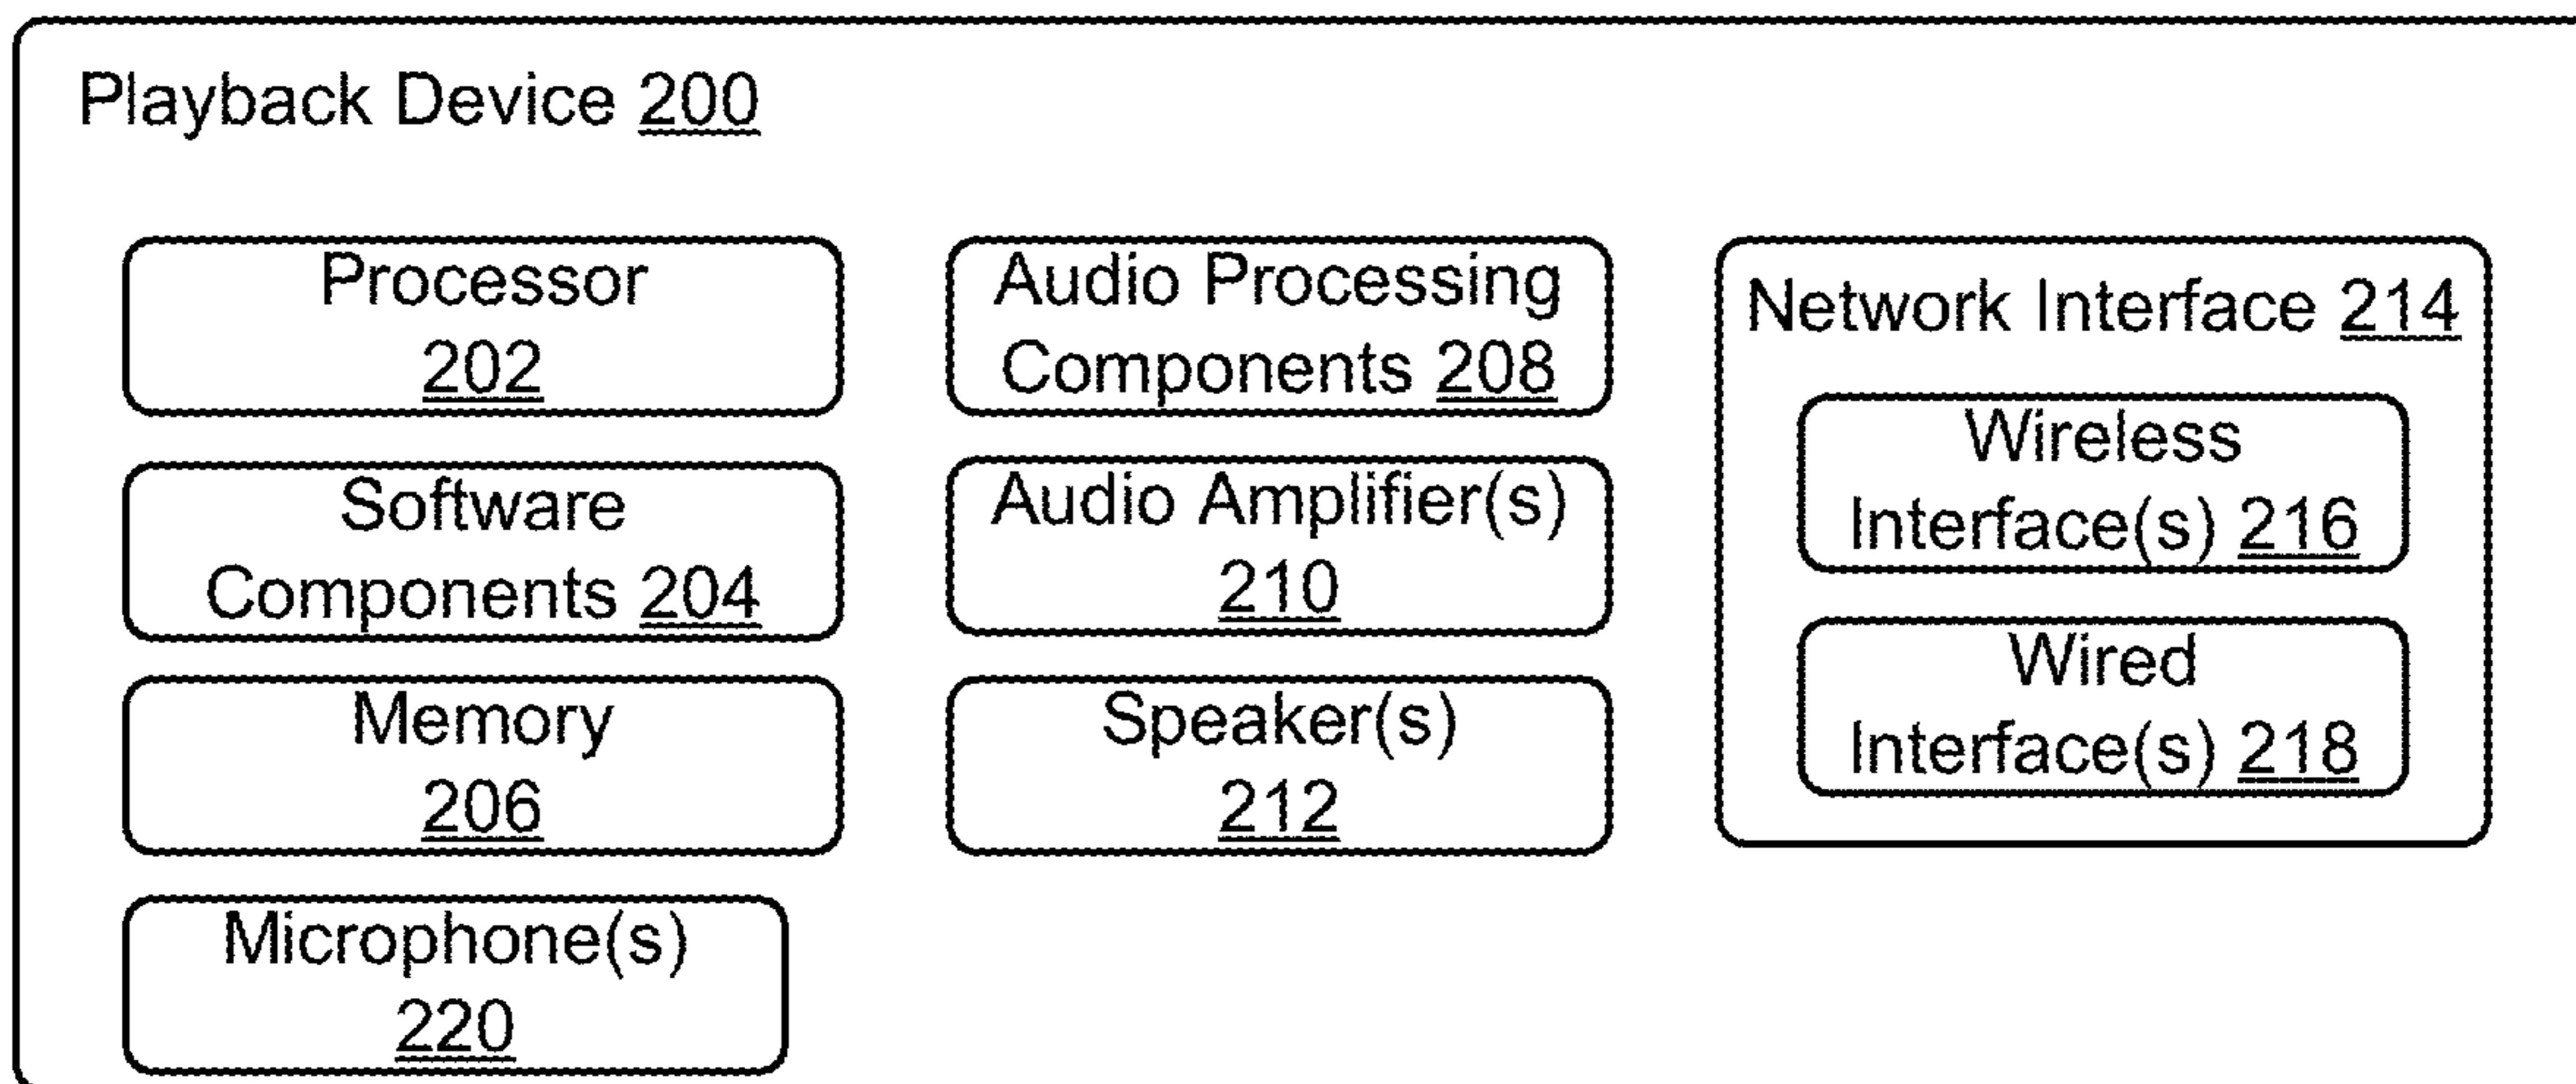 Playback Device 200
Processor
202
Software
Components 204
Memory
206
Microphone(s)
220
Audio Processing
Components 208
Audio Amplifier(s)
210
Speaker(s)
212
Network Interface 214
Wireless
Interface(s) 216
Wired
Interface(s) 218